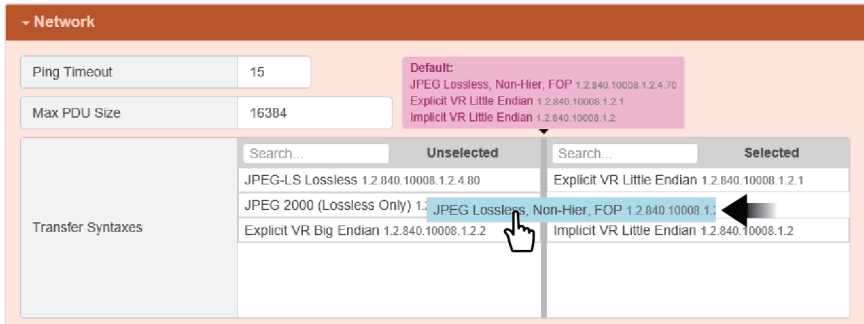 Network
Ping Timeout
15
Max PDU Size
16384
Default:
JPEG Lossless, Non-Hier, FOP 1.2.840.10008.1.2.4.70
Explicit VR Little Endian 1.2.840.10008.1.2.1
Implicit VR Little Endian 1.2.840.10008.1.2
Transfer Syntaxes
Search... Unselected
JPEG-LS Lossless 1.2.840.10008.1.2.4.80
JPEG 2000 (Lossless Only) 1.2
Explicit VR Big Endian 1.2.840.10008.1.2.2
JPEG Lossless, Non-Hier, FOP 1.2.840.10008.1.2
Search... Selected
Explicit VR Little Endian 1.2.840.10008.1.2.1
Implicit VR Little Endian 1.2.840.10008.1.2